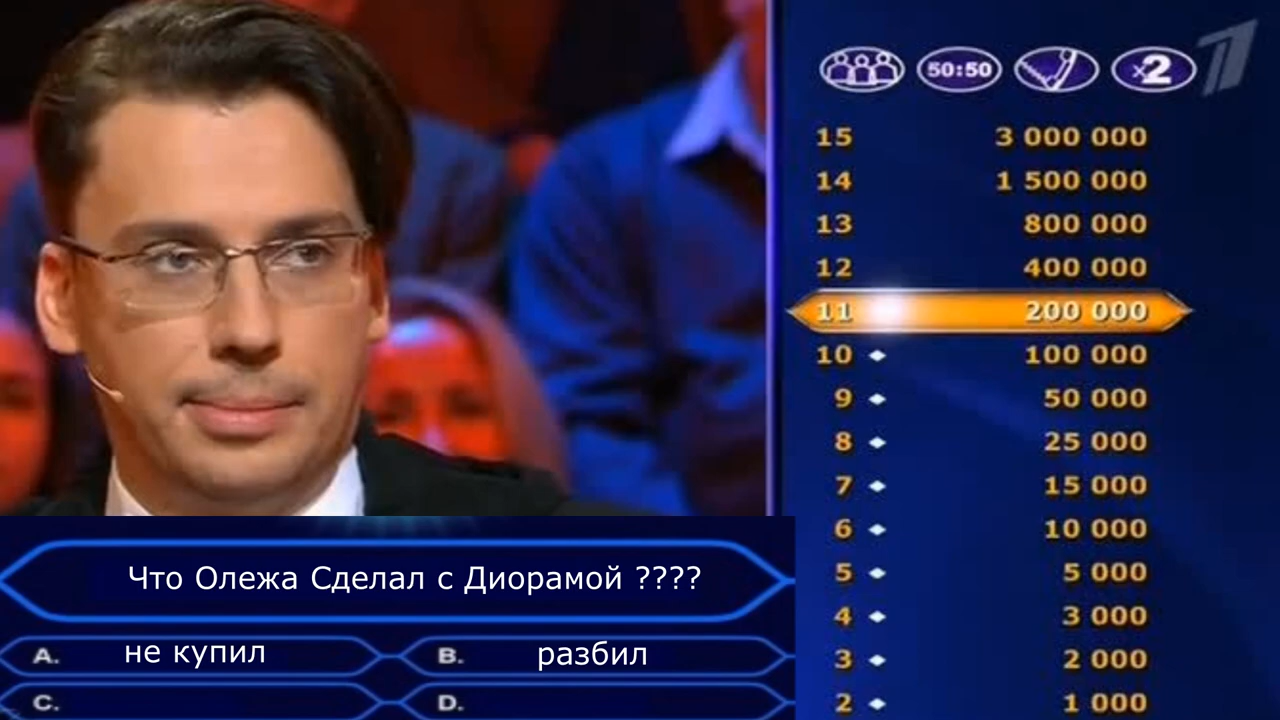 50:50
x2
15 3 000 000
14 1 500 000
13 800 000
12 400 000
11 200 000
10 100 000
9 50 000
8 25 000
7 15 000
6 10 000
5 5 000
4 3 000
3 2 000
2 1 000
Что Олежа Сделал с Диорамой ????
A. не купил
B. разбил
C.
D.